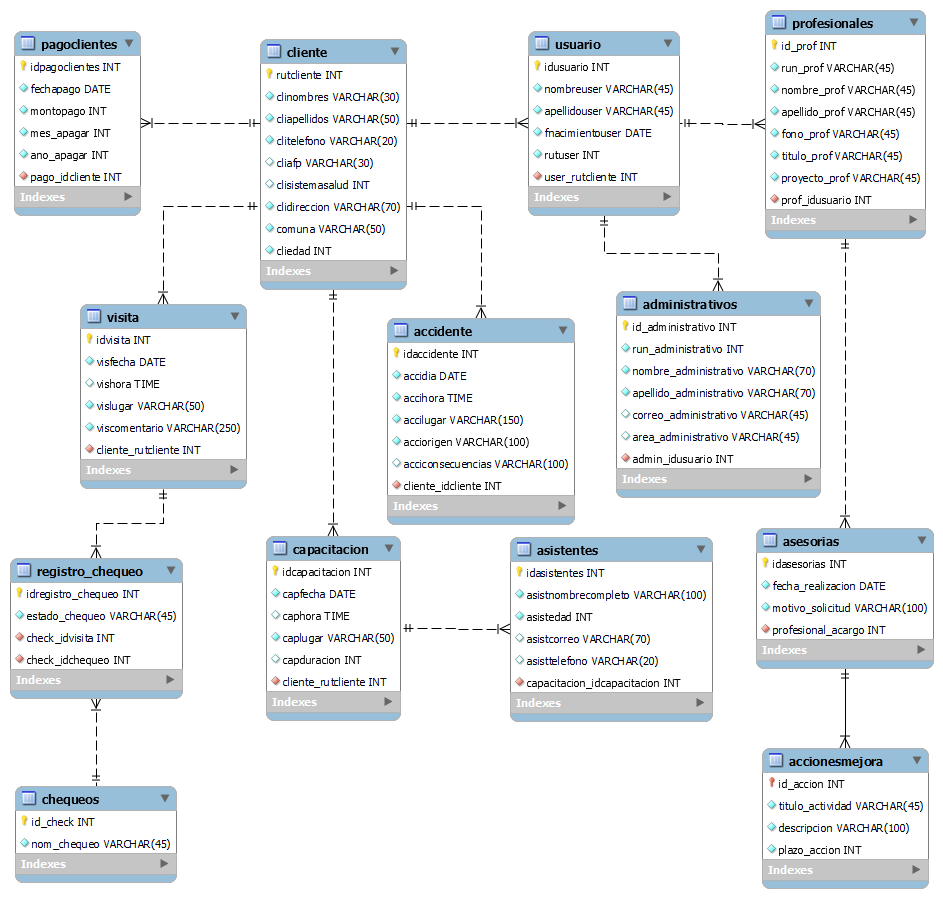 pagoclientes
idpagoclientes INT
fechapago DATE
montopago INT
mes_apagar INT
ano_apagar INT
pago_idcliente INT
Indexes
cliente
rutcliente INT
clinombres VARCHAR(30)
cliapellidos VARCHAR(50)
clitelefono VARCHAR(20)
cliafp VARCHAR(30)
clisistemasalud INT
clidireccion VARCHAR(70)
comuna VARCHAR(50)
cliedad INT
Indexes
usuario
idusuario INT
nombreuser VARCHAR(45)
apellidouser VARCHAR(45)
fnacimientouser DATE
rutuser INT
user_rutcliente INT
Indexes
profesionales
id_prof INT
run_prof VARCHAR(45)
nombre_prof VARCHAR(45)
apellido_prof VARCHAR(45)
fono_prof VARCHAR(45)
titulo_prof VARCHAR(45)
proyecto_prof VARCHAR(45)
prof_idusuario INT
Indexes
visita
idvisita INT
visfecha DATE
vishora TIME
vislugar VARCHAR(50)
viscomentario VARCHAR(250)
cliente_rutcliente INT
Indexes
accidente
idaccidente INT
accidia DATE
accihora TIME
accilugar VARCHAR(150)
acciorigen VARCHAR(100)
acciconsecuencias VARCHAR(100)
cliente_idcliente INT
Indexes
administrativos
id_administrativo INT
run_administrativo INT
nombre_administrativo VARCHAR(70)
apellido_administrativo VARCHAR(70)
correo_administrativo VARCHAR(45)
area_administrativo VARCHAR(45)
admin_idusuario INT
Indexes
registro_chequeo
idregistro_chequeo INT
estado_chequeo VARCHAR(45)
check_idvisita INT
check_idchequeo INT
Indexes
capacitacion
idcapacitacion INT
capfecha DATE
caphora TIME
caplugar VARCHAR(50)
capduracion INT
cliente_rutcliente INT
Indexes
asistentes
idasistentes INT
asistnombrecompleto VARCHAR(100)
asistedad INT
asistcorreo VARCHAR(70)
asisttelefono VARCHAR(20)
capacitacion_idcapacitacion INT
Indexes
asesorias
idasesorias INT
fecha_realizacion DATE
motivo_solicitud VARCHAR(100)
profesional_acargo INT
Indexes
chequeos
id_check INT
nom_chequeo VARCHAR(45)
Indexes
accionesmejora
id_accion INT
titulo_actividad VARCHAR(45)
descripcion VARCHAR(100)
plazo_accion INT
Indexes